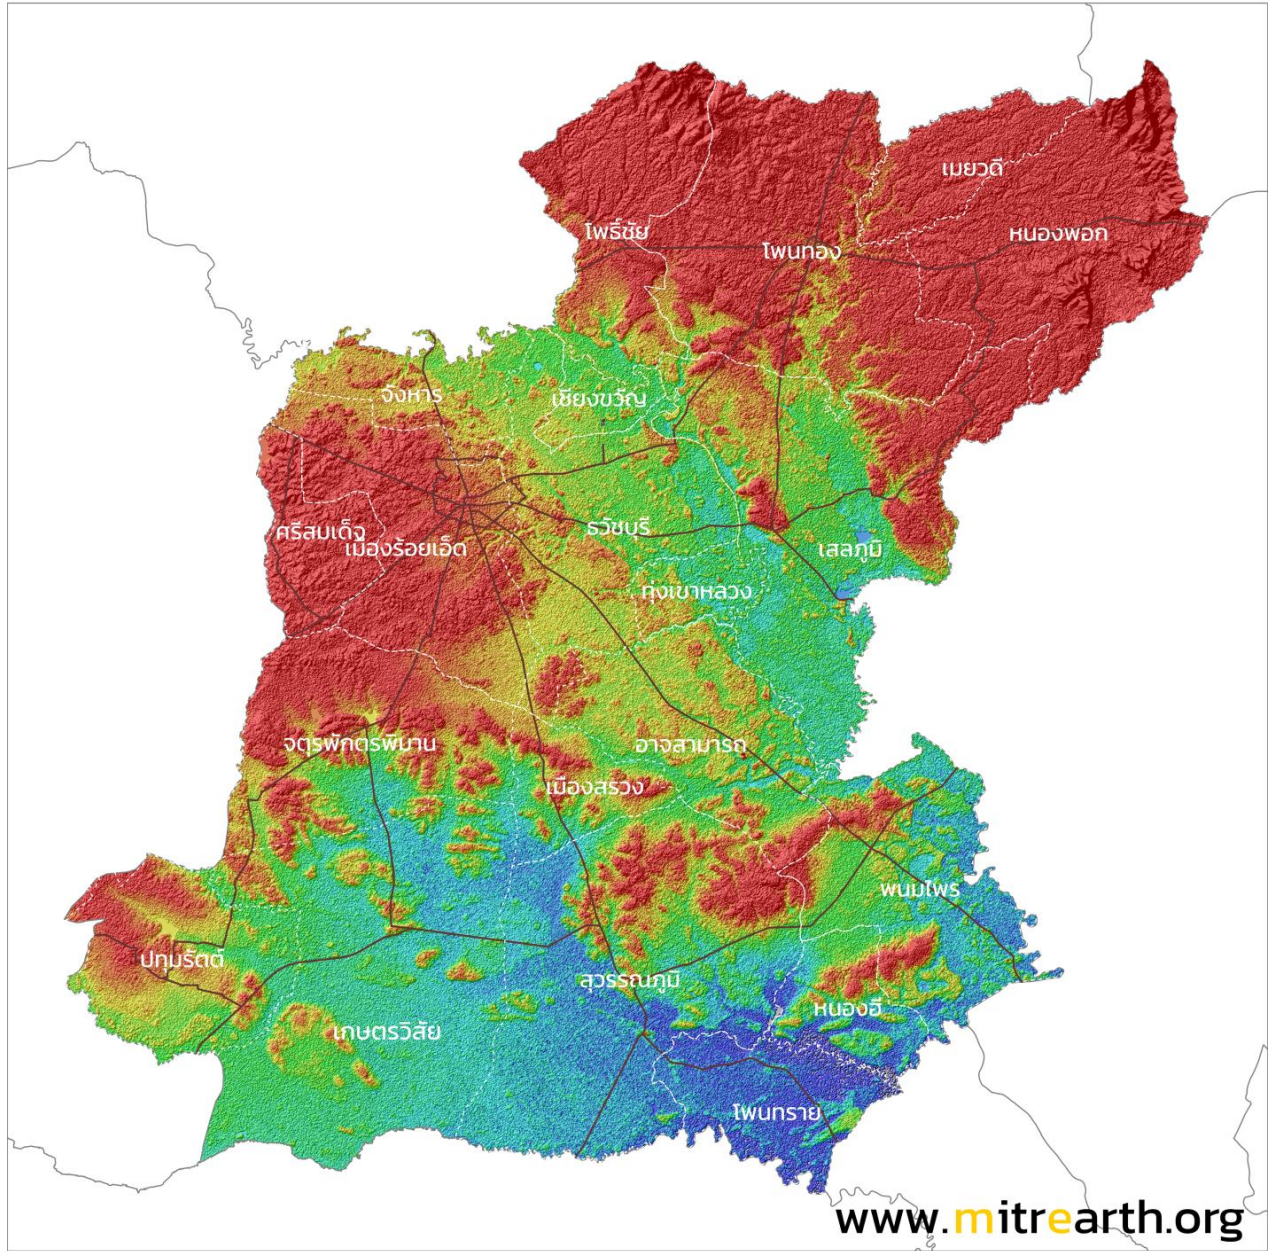 เมยวดี
โพธิ์ชัย
หนองพอก
โพนทอง
จังหาร
เชียงขวัญ
ธวัชบุรี
ศรีสมเด็จ
เมืองร้อยเอ็ด
เสลภูมิ
ทุ่งเขาหลวง
จตุรพักตรพิมาน
อาจสามารถ
เมืองสรวง
พนมไพร
ปทุมรัตต์
สุวรรณภูมิ
หนองฮี
เกษตรวิสัย
โพนทราย
www.mitrearth.org